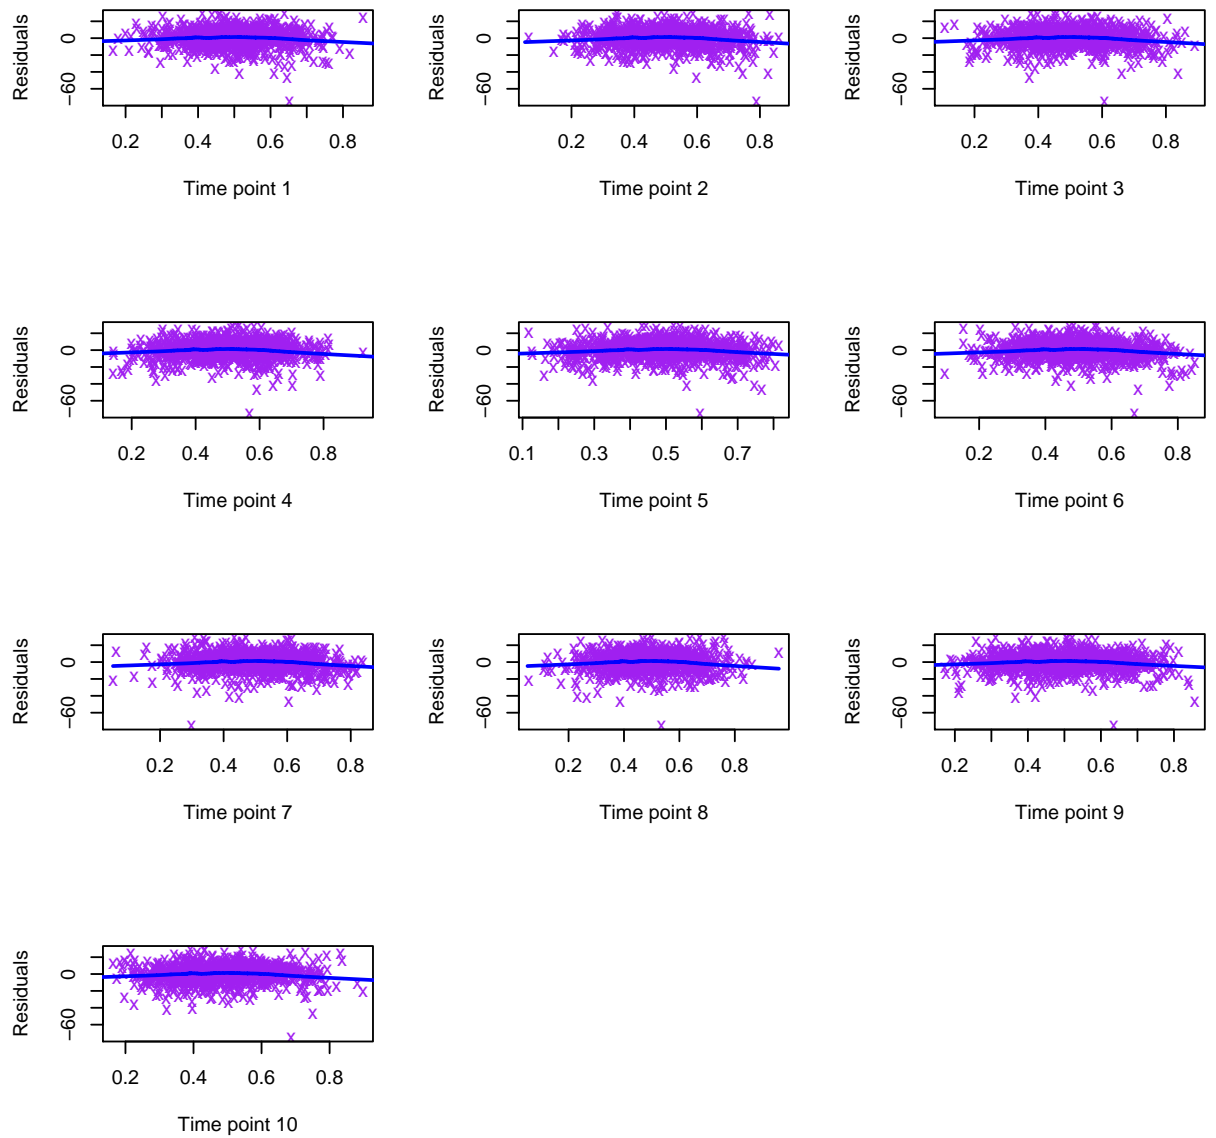 Residuals
0
−60
0.2 0.4 0.6 0.8
Time point 1
Residuals
0
−60
0.2 0.4 0.6 0.8
Time point 2
Residuals
0
−60
0.2 0.4 0.6 0.8
Time point 3
Residuals
0
−60
0.2 0.4 0.6 0.8
Time point 4
Residuals
0
−60
0.1 0.3 0.5 0.7
Time point 5
Residuals
0
−60
0.2 0.4 0.6 0.8
Time point 6
Residuals
0
−60
0.2 0.4 0.6 0.8
Time point 7
Residuals
0
−60
0.2 0.4 0.6 0.8
Time point 8
Residuals
0
−60
0.2 0.4 0.6 0.8
Time point 9
Residuals
0
−60
0.2 0.4 0.6 0.8
Time point 10